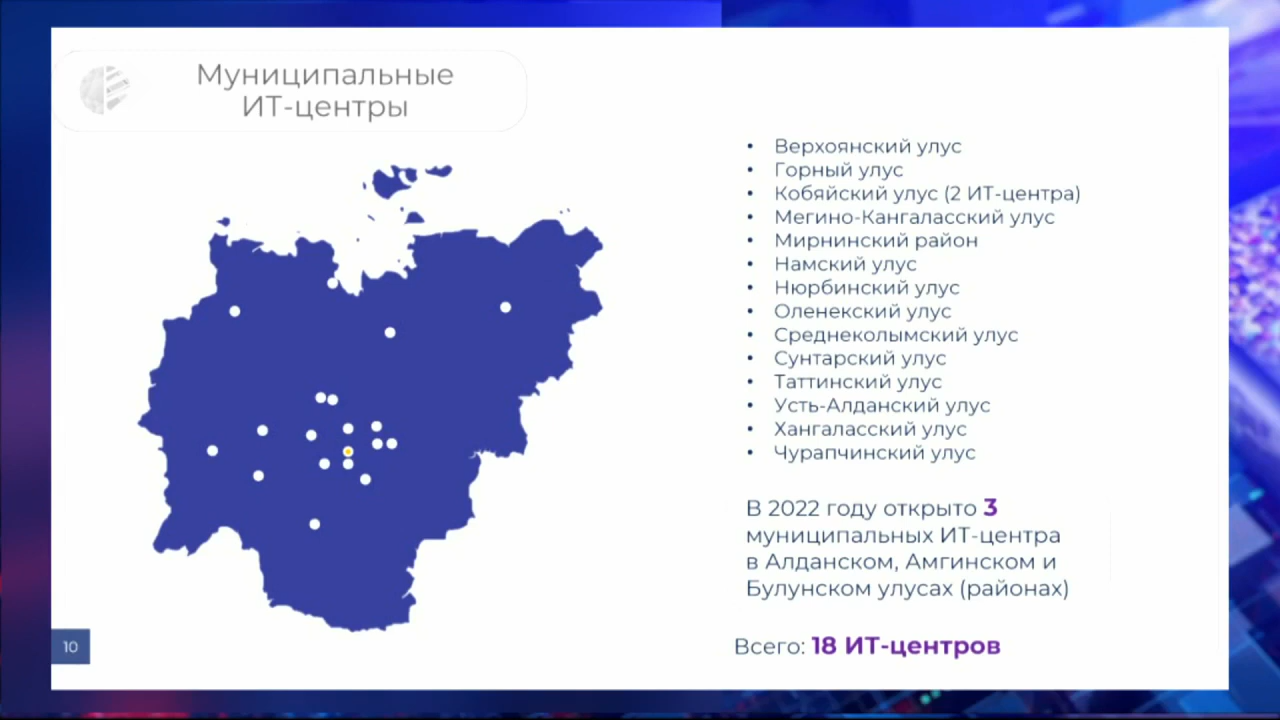 Муниципальные
ИТ-центры
• Верхоянский улус
• Горный улус
• Кобяйский улус (2 ИТ-центра)
• Мегино-Кангаласский улус
• Мирнинский район
• Намский улус
• Нюрбинский улус
• Оленекский улус
• Среднеколымский улус
• Сунтарский улус
• Таттинский улус
• Усть-Алданский улус
• Хангаласский улус
• Чурапчинский улус
В 2022 году открыто 3
муниципальных ИТ-центра
в Алданском, Амгинском и
Булунском улусах (районах)
Всего: 18 ИТ-центров
10